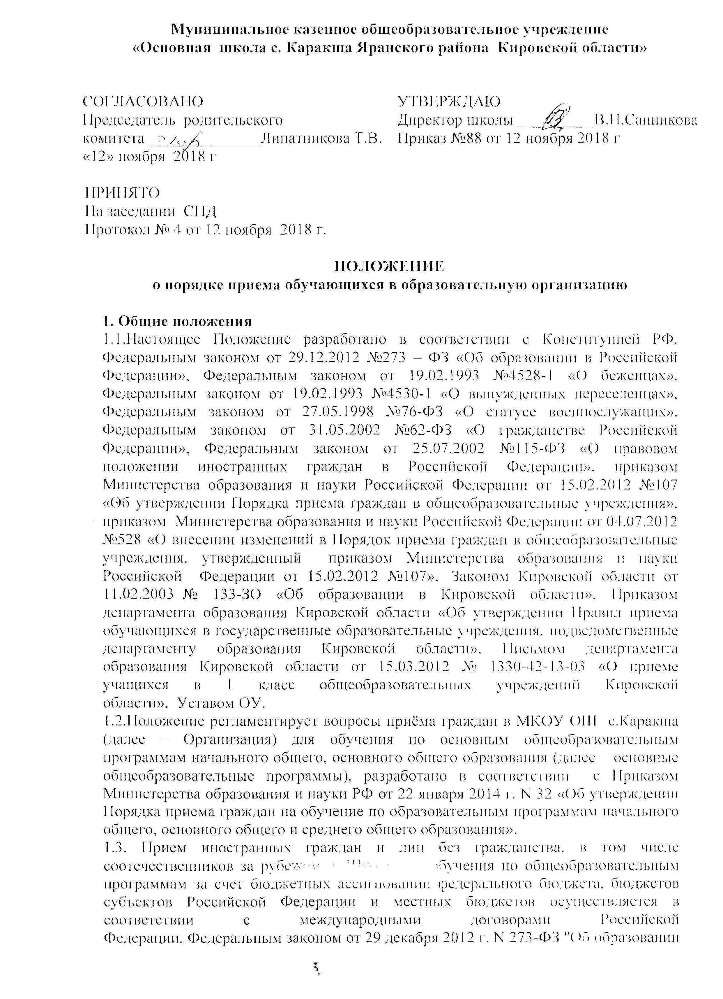 Муниципальное казенное общеобразовательное учреждение
«Основная школа с. Каракша Яранского района Кировской области»
СОГЛАСОВАНО
Председатель родительского
комитета ______________Липатникова Т.В.
«12» ноября 2018 г
УТВЕРЖДАЮ
Директор школы__________ В.П.Санникова
Приказ №88 от 12 ноября 2018 г
ПРИНЯТО
На заседании СПД
Протокол № 4 от 12 ноября 2018 г.
ПОЛОЖЕНИЕ
о порядке приема обучающихся в образовательную организацию
1. Общие положения
1.1.Настоящее Положение разработано в соответствии с Конституцией РФ,
Федеральным законом от 29.12.2012 №273 – ФЗ «Об образовании в Российской
Федерации», Федеральным законом от 19.02.1993 №4528-1 «О беженцах»,
Федеральным законом от 19.02.1993 №4530-1 «О вынужденных переселенцах»,
Федеральным законом от 27.05.1998 №76-ФЗ «О статусе военнослужащих»,
Федеральным законом от 31.05.2002 №62-ФЗ «О гражданстве Российской
Федерации», Федеральным законом от 25.07.2002 №115-ФЗ «О правовом
положении иностранных граждан в Российской Федерации», приказом
Министерства образования и науки Российской Федерации от 15.02.2012 №107
«Об утверждении Порядка приема граждан в общеобразовательные учреждения»,
приказом Министерства образования и науки Российской Федерации от 04.07.2012
№528 «О внесении изменений в Порядок приема граждан в общеобразовательные
учреждения, утвержденный приказом Министерства образования и науки
Российской Федерации от 15.02.2012 №107», Законом Кировской области от
11.02.2003 № 133-ЗО «Об образовании в Кировской области», Приказом
департамента образования Кировской области «Об утверждении Правил приема
обучающихся в государственные образовательные учреждения, подведомственные
департаменту образования Кировской области», Письмом департамента
образования Кировской области от 15.03.2012 № 1330-42-13-03 «О приеме
учащихся в 1 класс общеобразовательных учреждений Кировской
области», Уставом ОУ.
1.2.Положение регламентирует вопросы приёма граждан в МКОУ ОШ с.Каракша
(далее – Организация) для обучения по основным общеобразовательным
программам начального общего, основного общего образования (далее основные
общеобразовательные программы), разработано в соответствии с Приказом
Министерства образования и науки РФ от 22 января 2014 г. N 32 «Об утверждении
Порядка приема граждан на обучение по образовательным программам начального
общего, основного общего и среднего общего образования».
1.3. Прием иностранных граждан и лиц без гражданства, в том числе
соотечественников за рубежом обучения по общеобразовательным
программам за счет бюджетных ассигнований федерального бюджета, бюджетов
субъектов Российской Федерации и местных бюджетов осуществляется в
соответствии с международными договорами Российской
Федерации, Федеральным законом от 29 декабря 2012 г. N 273-ФЗ "Об образовании